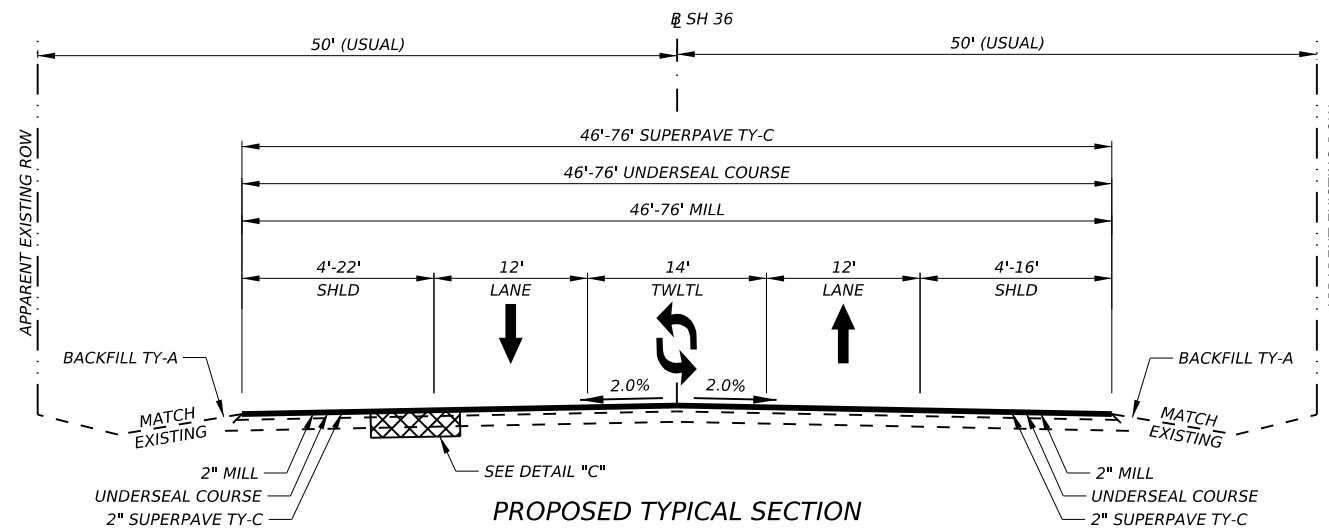 ℄ SH 36
50' (USUAL)
50' (USUAL)
46'-76' SUPERPAVE TY-C
46'-76' UNDERSEAL COURSE
46'-76' MILL
4'-22'
SHLD
12'
LANE
14'
TWLTL
12'
LANE
4'-16'
SHLD
APPARENT EXISTING ROW
BACKFILL TY-A
BACKFILL TY-A
2.0%
2.0%
MATCH
EXISTING
MATCH
EXISTING
2" MILL
UNDERSEAL COURSE
2" SUPERPAVE TY-C
SEE DETAIL "C"
2" MILL
UNDERSEAL COURSE
2" SUPERPAVE TY-C
PROPOSED TYPICAL SECTION